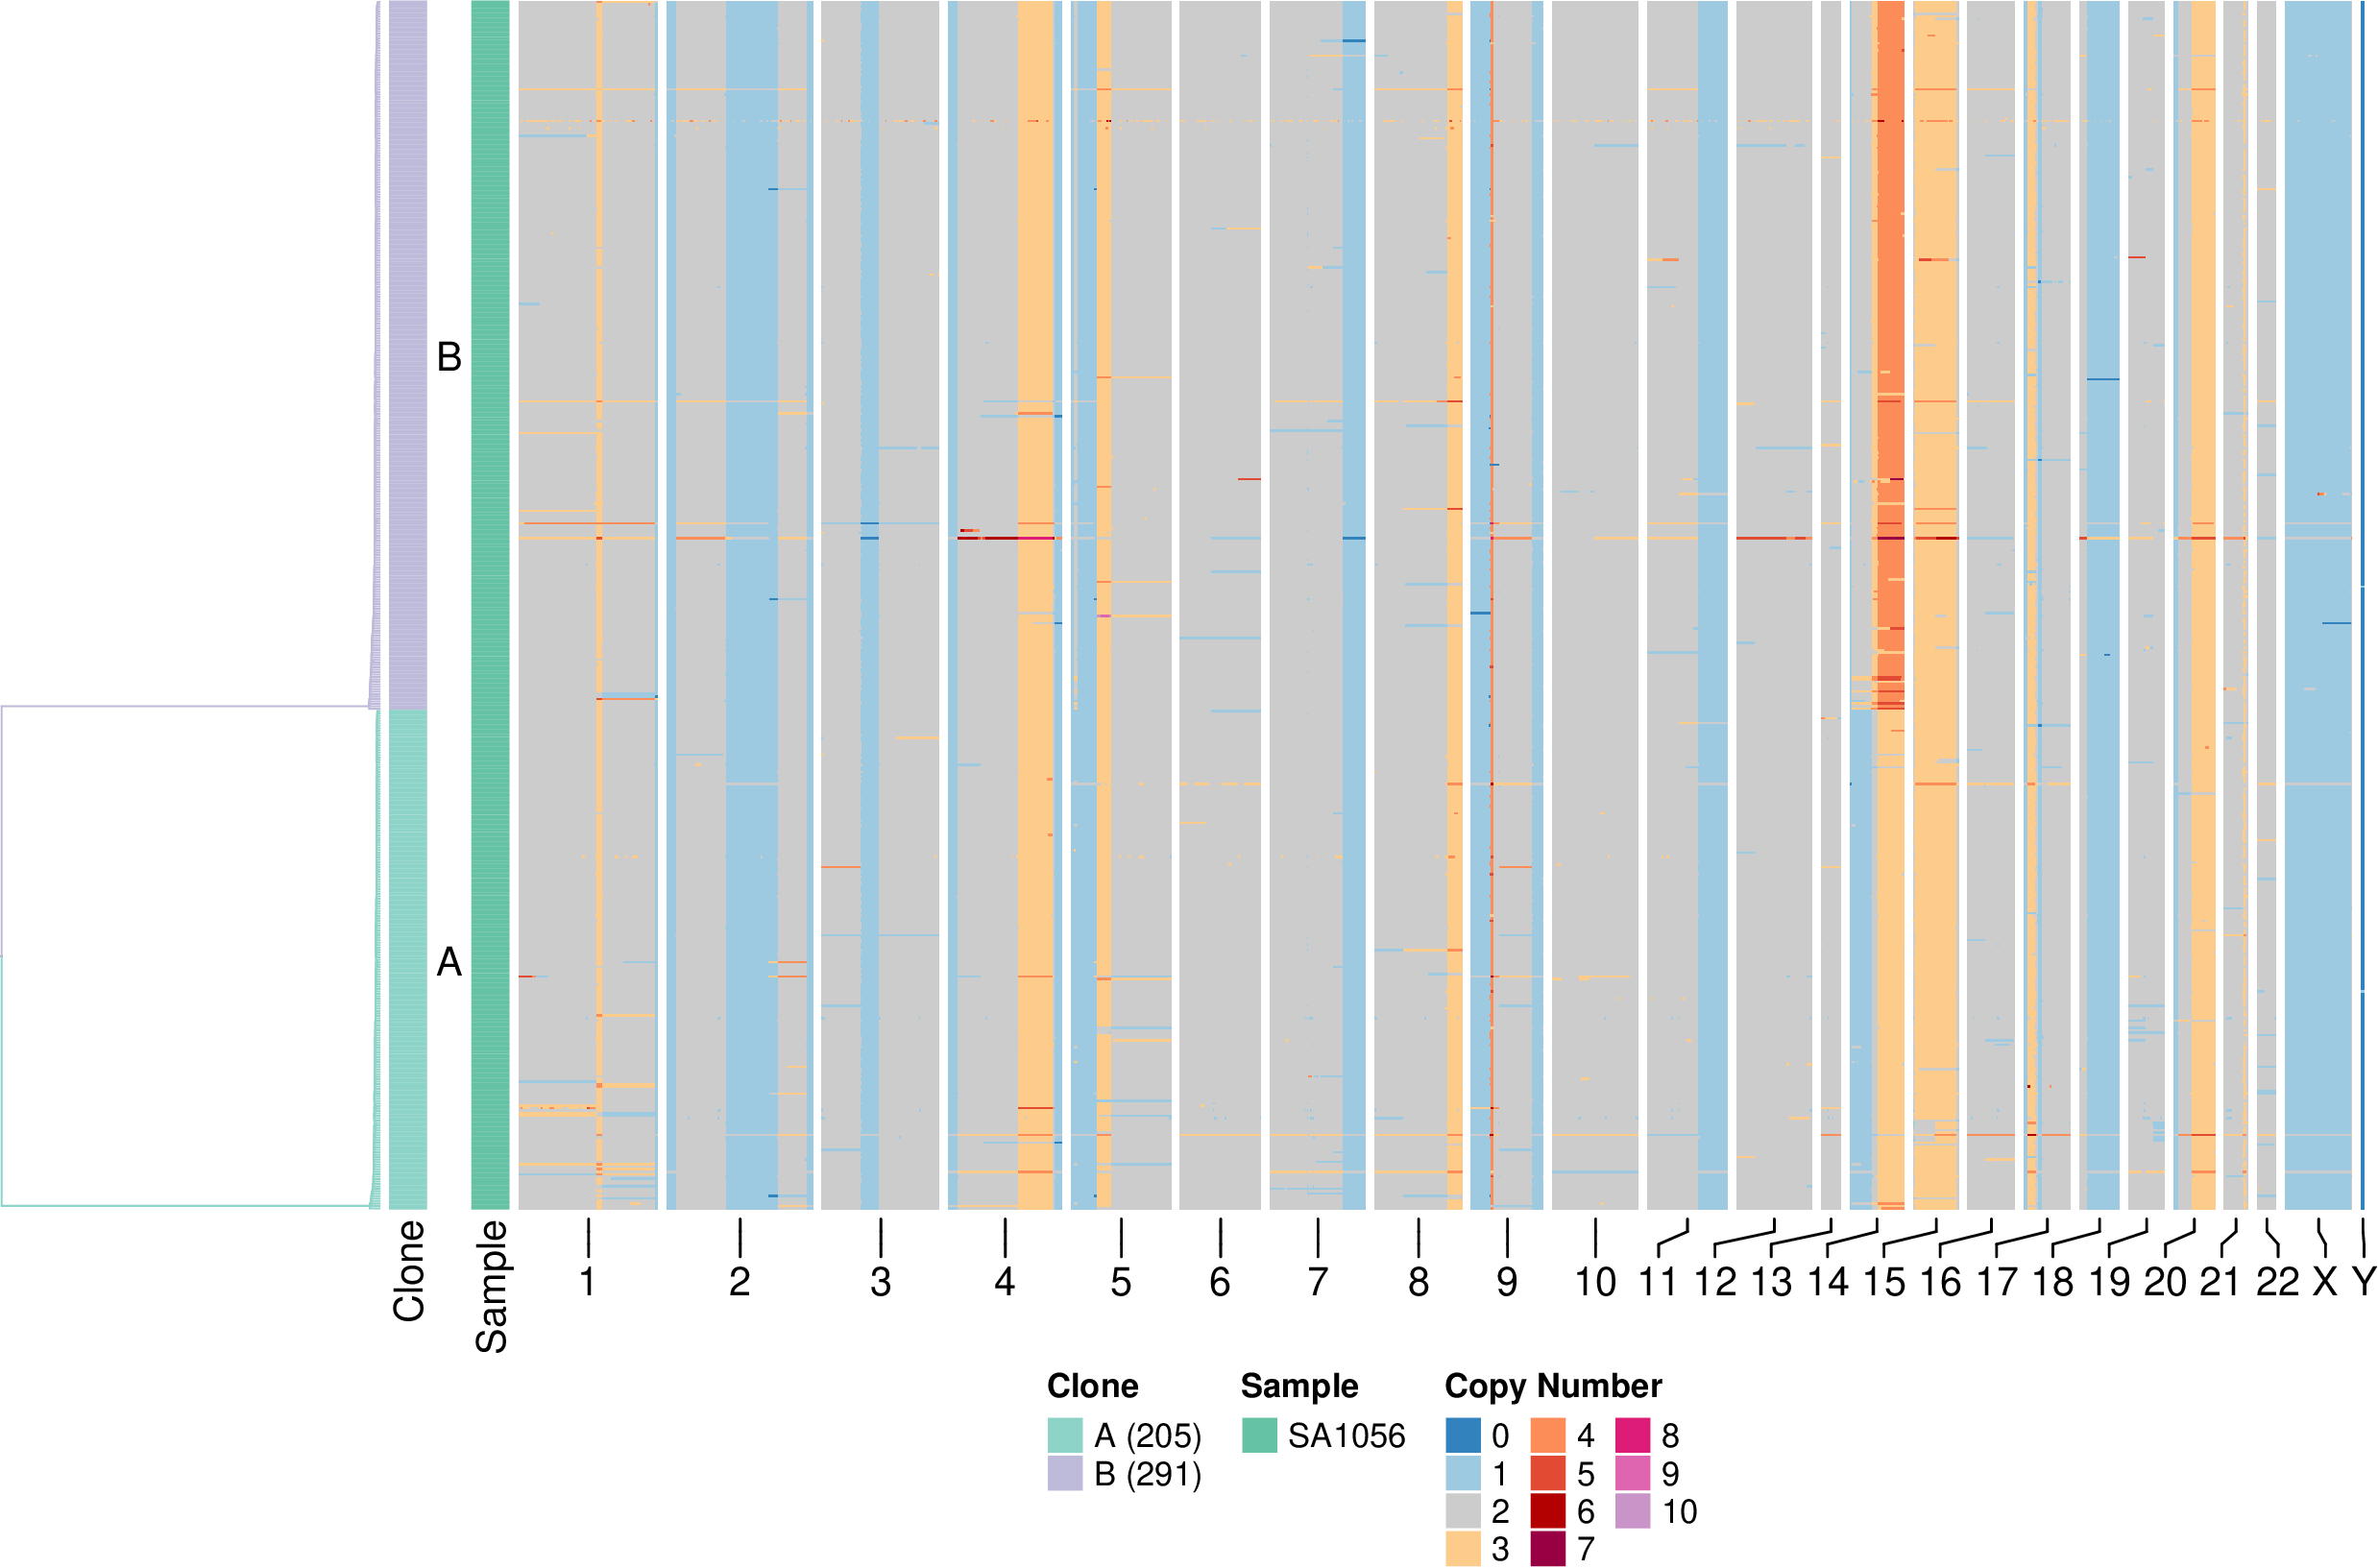 B
A
Clone
Sample
1 2 3 4 5 6 7 8 9 10 11 12 13 14 15 16 17 18 19 20 21 22 X Y
Clone Sample Copy Number
A (205) SA1056 0 4 8
B (291) 1 5 9
2 6 10
3 7